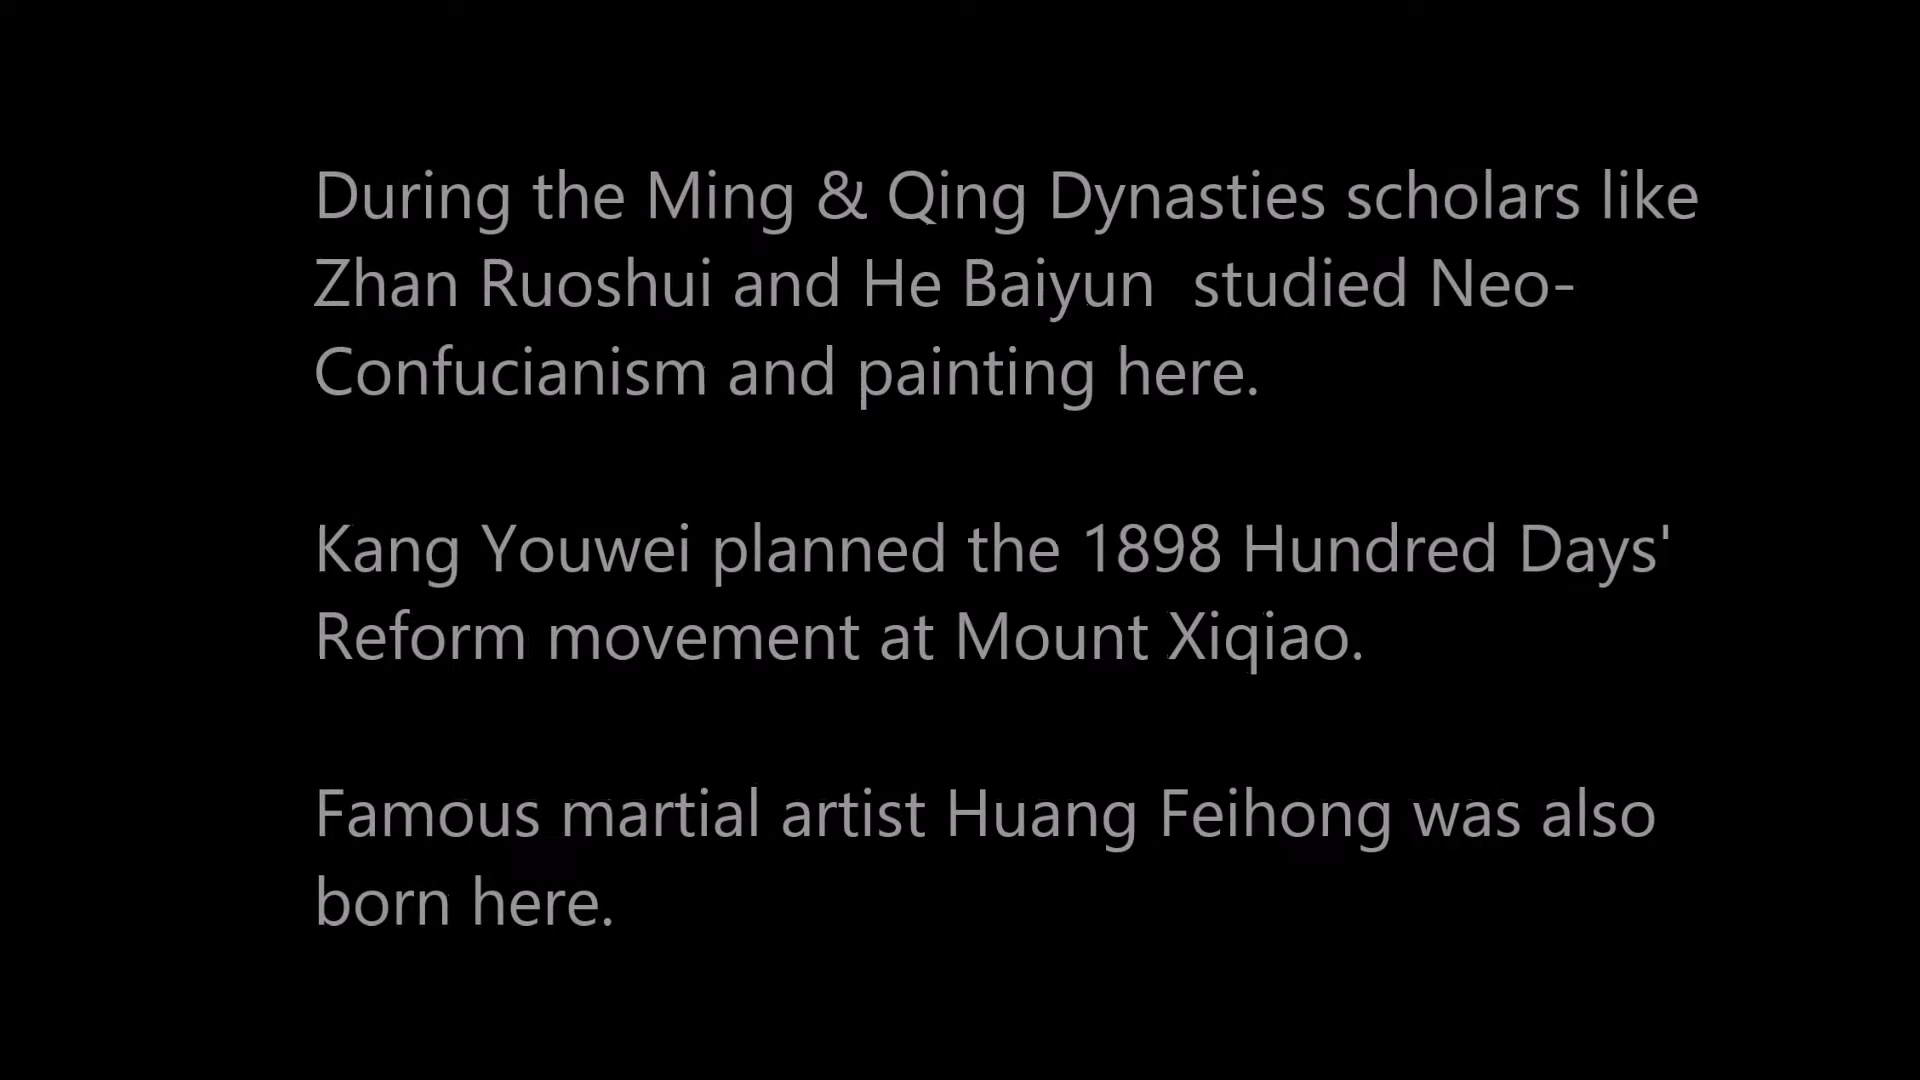 During the Ming & Qing Dynasties scholars like
Zhan Ruoshui and He Baiyun  studied Neo-
Confucianism and painting here.
Kang Youwei planned the 1898 Hundred Days'
Reform movement at Mount Xiqiao.
Famous martial artist Huang Feihong was also
born here.